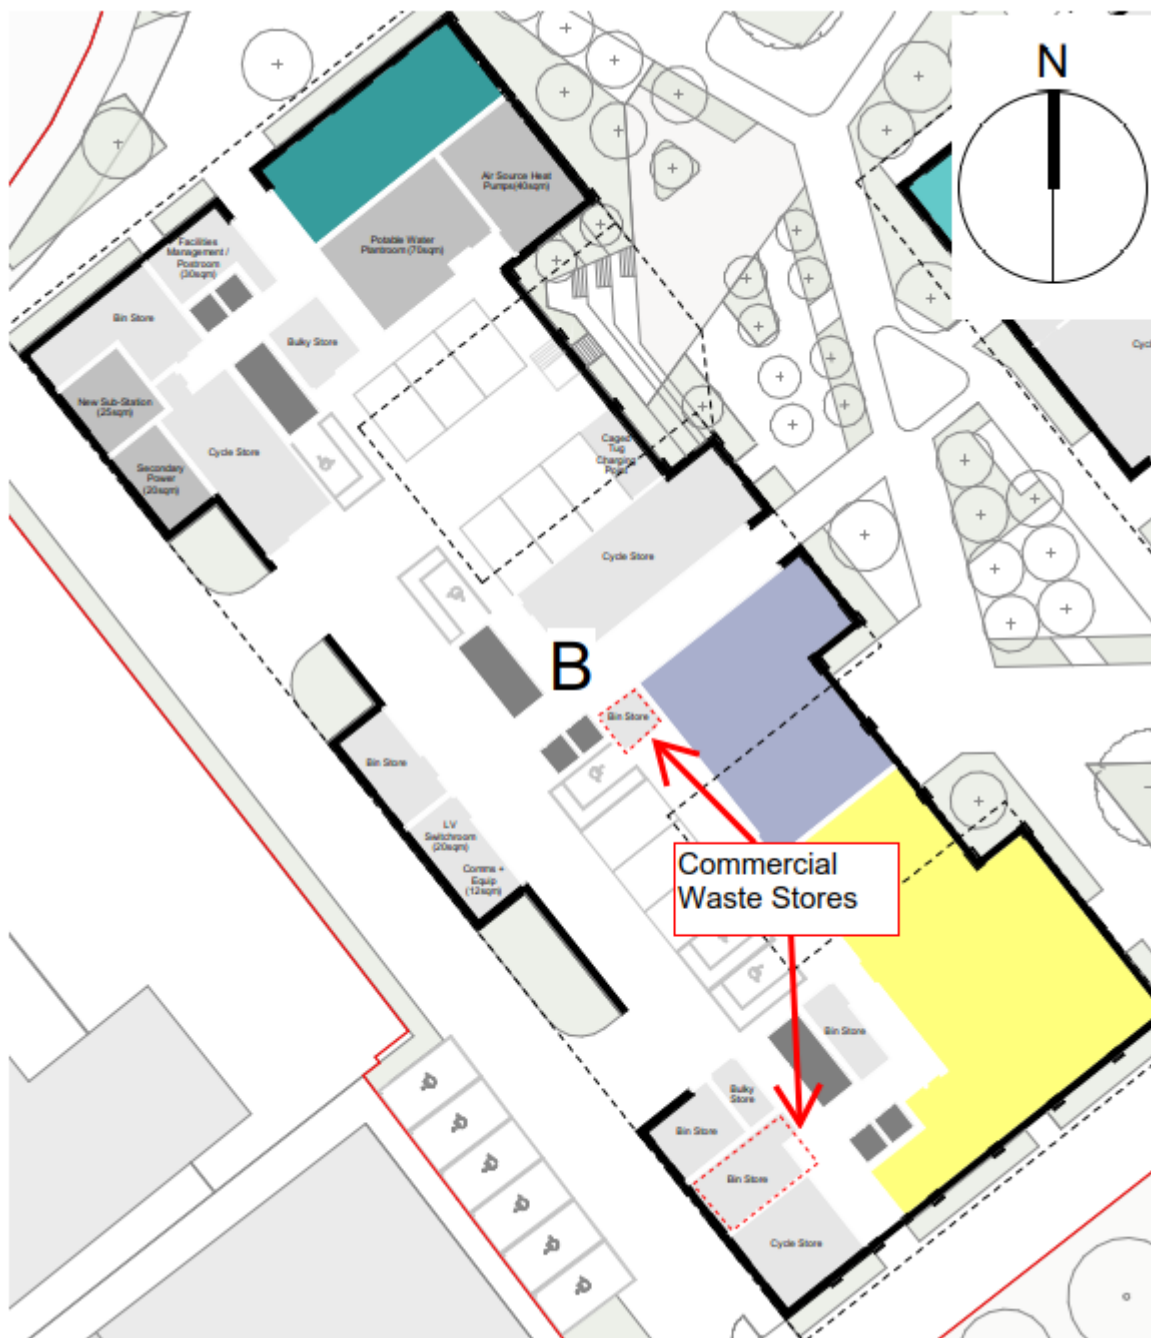 N
Air Source Heat
Pumps(40sqm)
Potable Water
Plantroom (70sqm)
Facilities
Management /
Postroom
(30sqm)
Bin Store
Bulky Store
New Sub-Station
(25sqm)
Secondary
Power
(20sqm)
Cycle Store
Caged
Tug
Charging
Point
Cycle Store
Cycl
B
Bin Store
Bin Store
LV
Switchroom
(20sqm)
Comms +
Equip
(12sqm)
Commercial
Waste Stores
Bin Store
Bulky
Store
Bin Store
Bin Store
Cycle Store